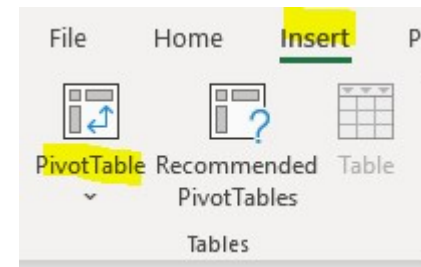 File Home Insert P
PivotTable Recommended Table
PivotTables
Tables